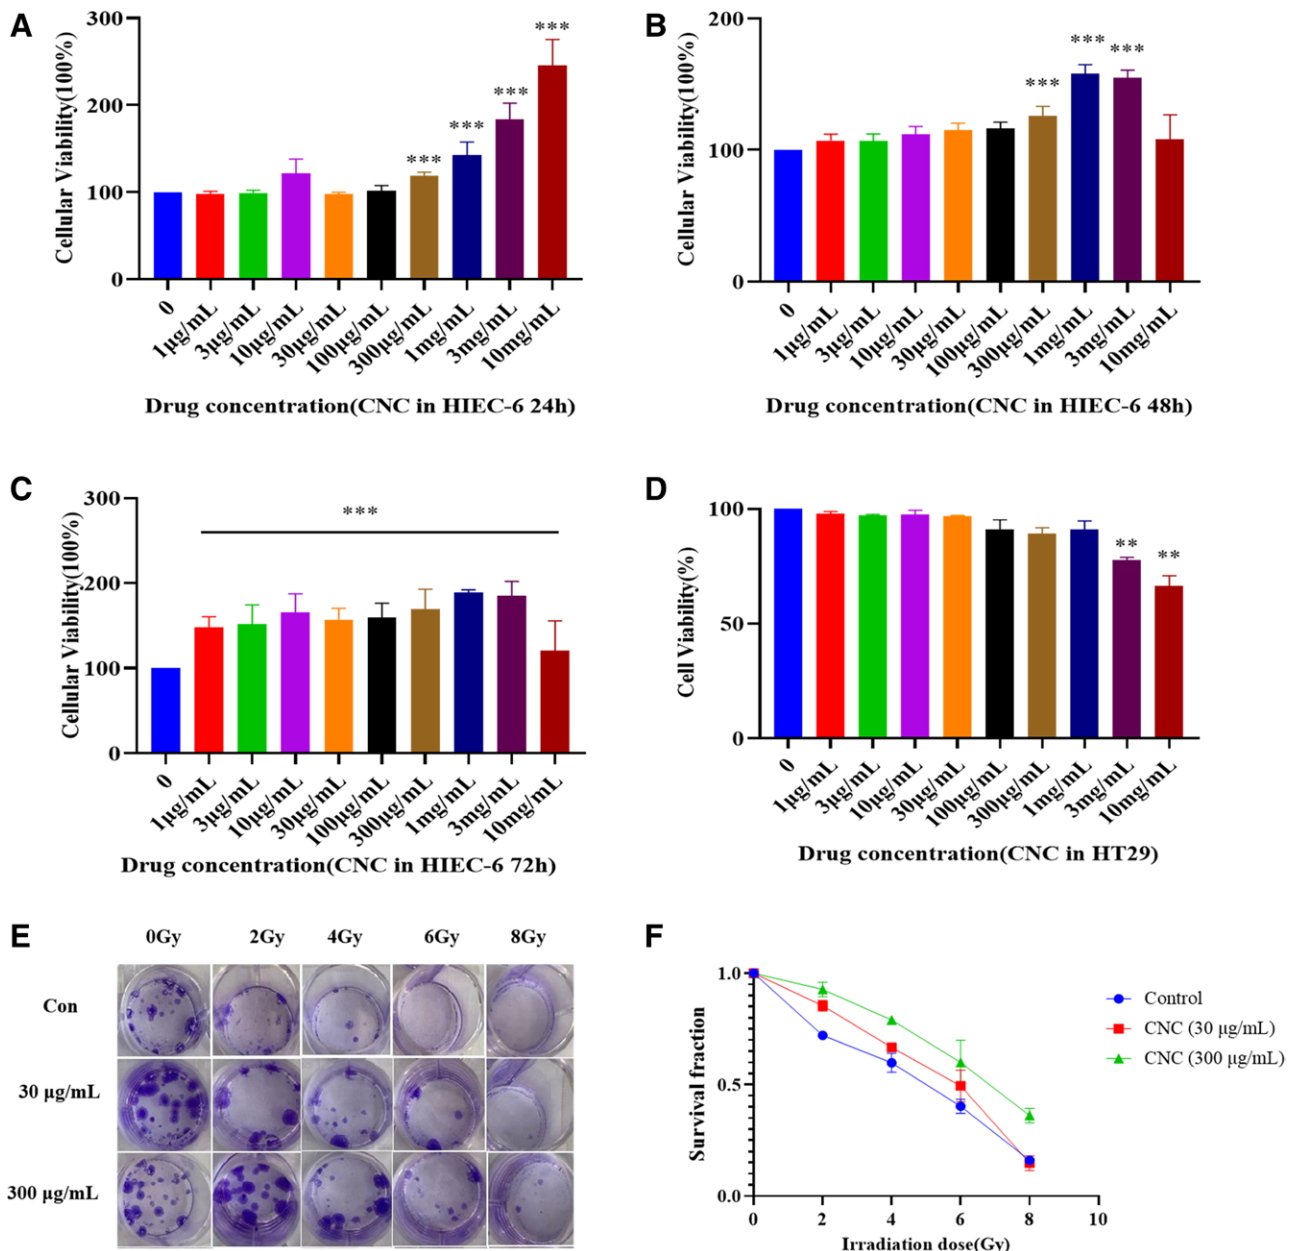 A
300
200
100
0
Cellular Viability(100%)
***
***
***
***
0
1µg/mL
3µg/mL
10µg/mL
30µg/mL
100µg/mL
300µg/mL
1mg/mL
3mg/mL
10mg/mL
Drug concentration(CNC in HIEC-6 24h)
B
200
100
0
Cellular Viability(100%)
***
***
***
0
1µg/mL
3µg/mL
10µg/mL
30µg/mL
100µg/mL
300µg/mL
1mg/mL
3mg/mL
10mg/mL
Drug concentration(CNC in HIEC-6 48h)
C
300
200
100
0
Cellular Viability(100%)
***
0
1µg/mL
3µg/mL
10µg/mL
30µg/mL
100µg/mL
300µg/mL
1mg/mL
3mg/mL
10mg/mL
Drug concentration(CNC in HIEC-6 72h)
D
100
50
0
Cell Viability(%)
**
**
0
1µg/mL
3µg/mL
10µg/mL
30µg/mL
100µg/mL
300µg/mL
1mg/mL
3mg/mL
10mg/mL
Drug concentration(CNC in HT29)
E
0Gy 2Gy 4Gy 6Gy 8Gy
Con
30 µg/mL
300 µg/mL
F
1.0
0.5
0.0
Survival fraction
0 2 4 6 8 10
Irradiation dose(Gy)
Control
CNC (30 µg/mL)
CNC (300 µg/mL)